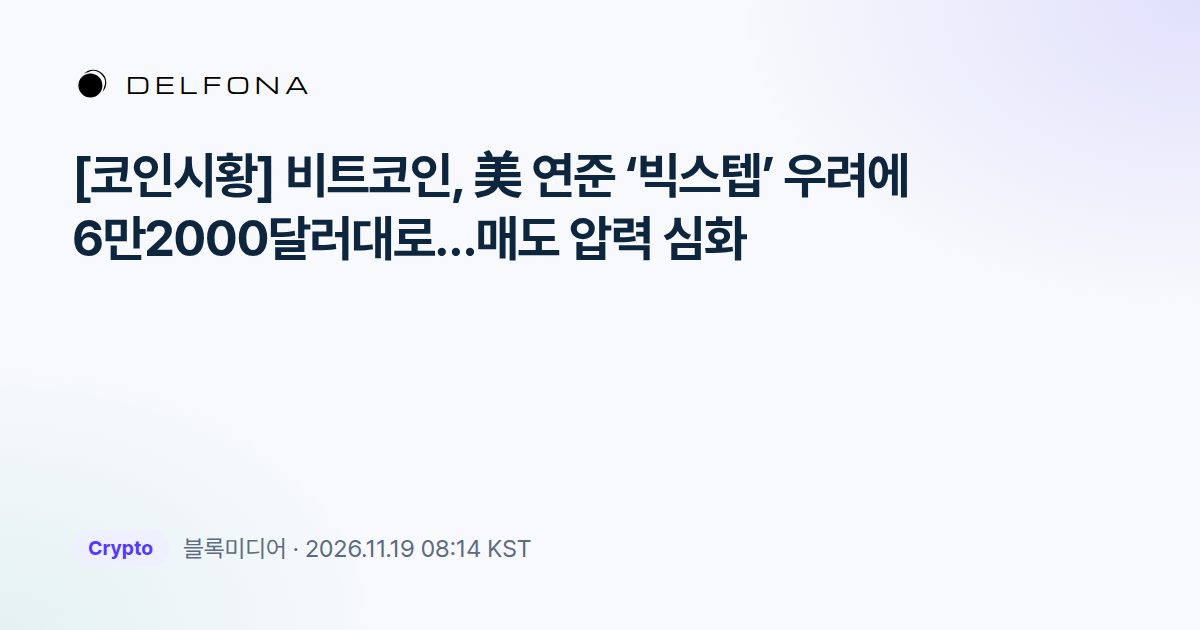 DELFONA
[코인시황] 비트코인, 美 연준 ‘빅스텝’ 우려에
6만2000달러대로…매도 압력 심화
Crypto 블록미디어 · 2026.11.19 08:14 KST